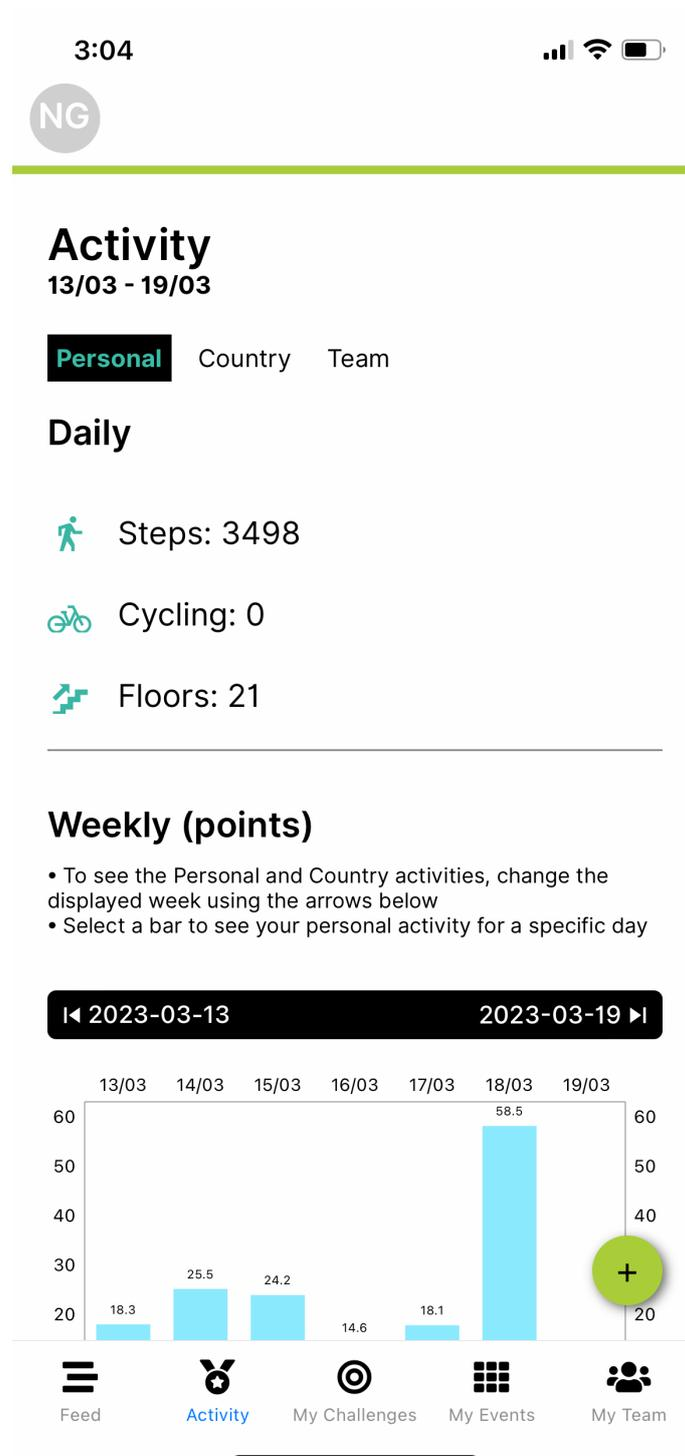 3:04
NG
Activity
13/03 - 19/03
Personal Country Team
Daily
Steps: 3498
Cycling: 0
Floors: 21
Weekly (points)
• To see the Personal and Country activities, change the
displayed week using the arrows below
• Select a bar to see your personal activity for a specific day
2023-03-13 2023-03-19
13/03 14/03 15/03 16/03 17/03 18/03 19/03
58.5
60 60
50 50
40 40
30
25.5
24.2
18.3
18.1
14.6
20 20
+
Feed Activity My Challenges My Events My Team